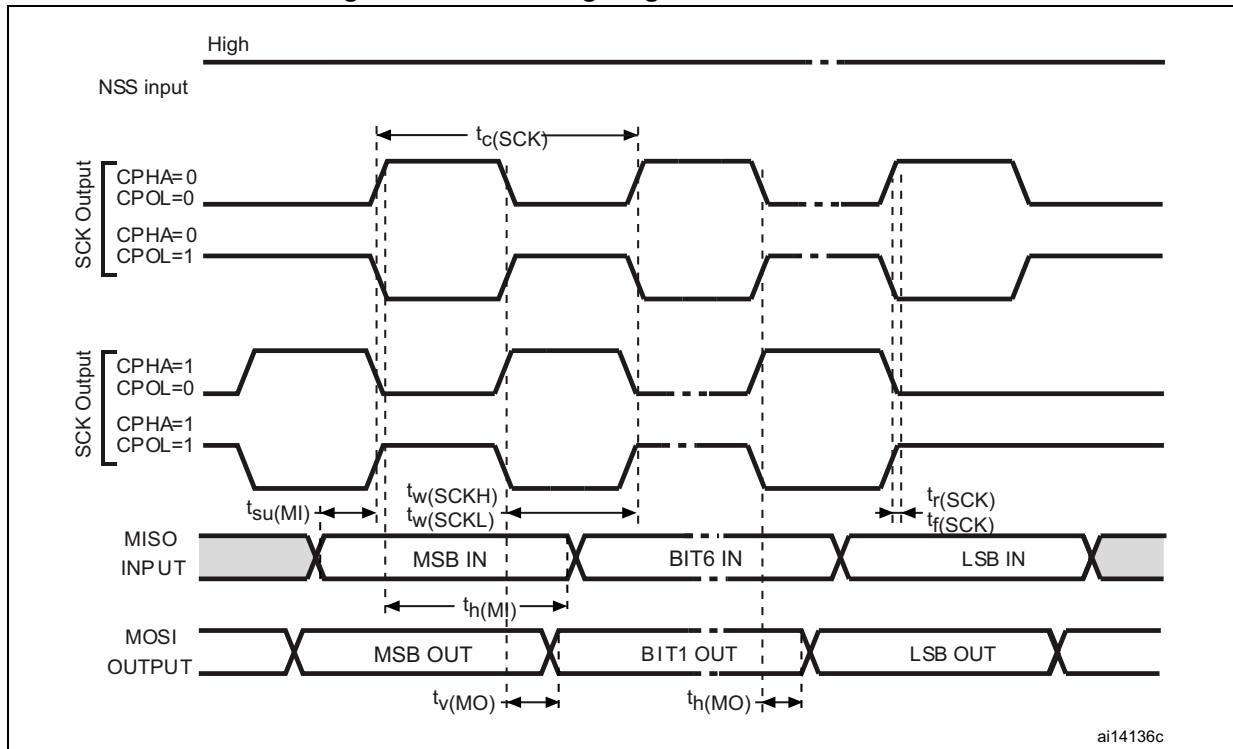 High
NSS input
tc(SCK)
SCK Output
CPHA=0
CPOL=0
CPHA=0
CPOL=1
SCK Output
CPHA=1
CPOL=0
CPHA=1
CPOL=1
tsu(MI)
tw(SCKH)
tw(SCKL)
tr(SCK)
tf(SCK)
MISO
INPUT
MSB IN
BIT6 IN
LSB IN
th(MI)
MOSI
OUTPUT
MSB OUT
BIT1 OUT
LSB OUT
tv(MO)
th(MO)
ai14136c